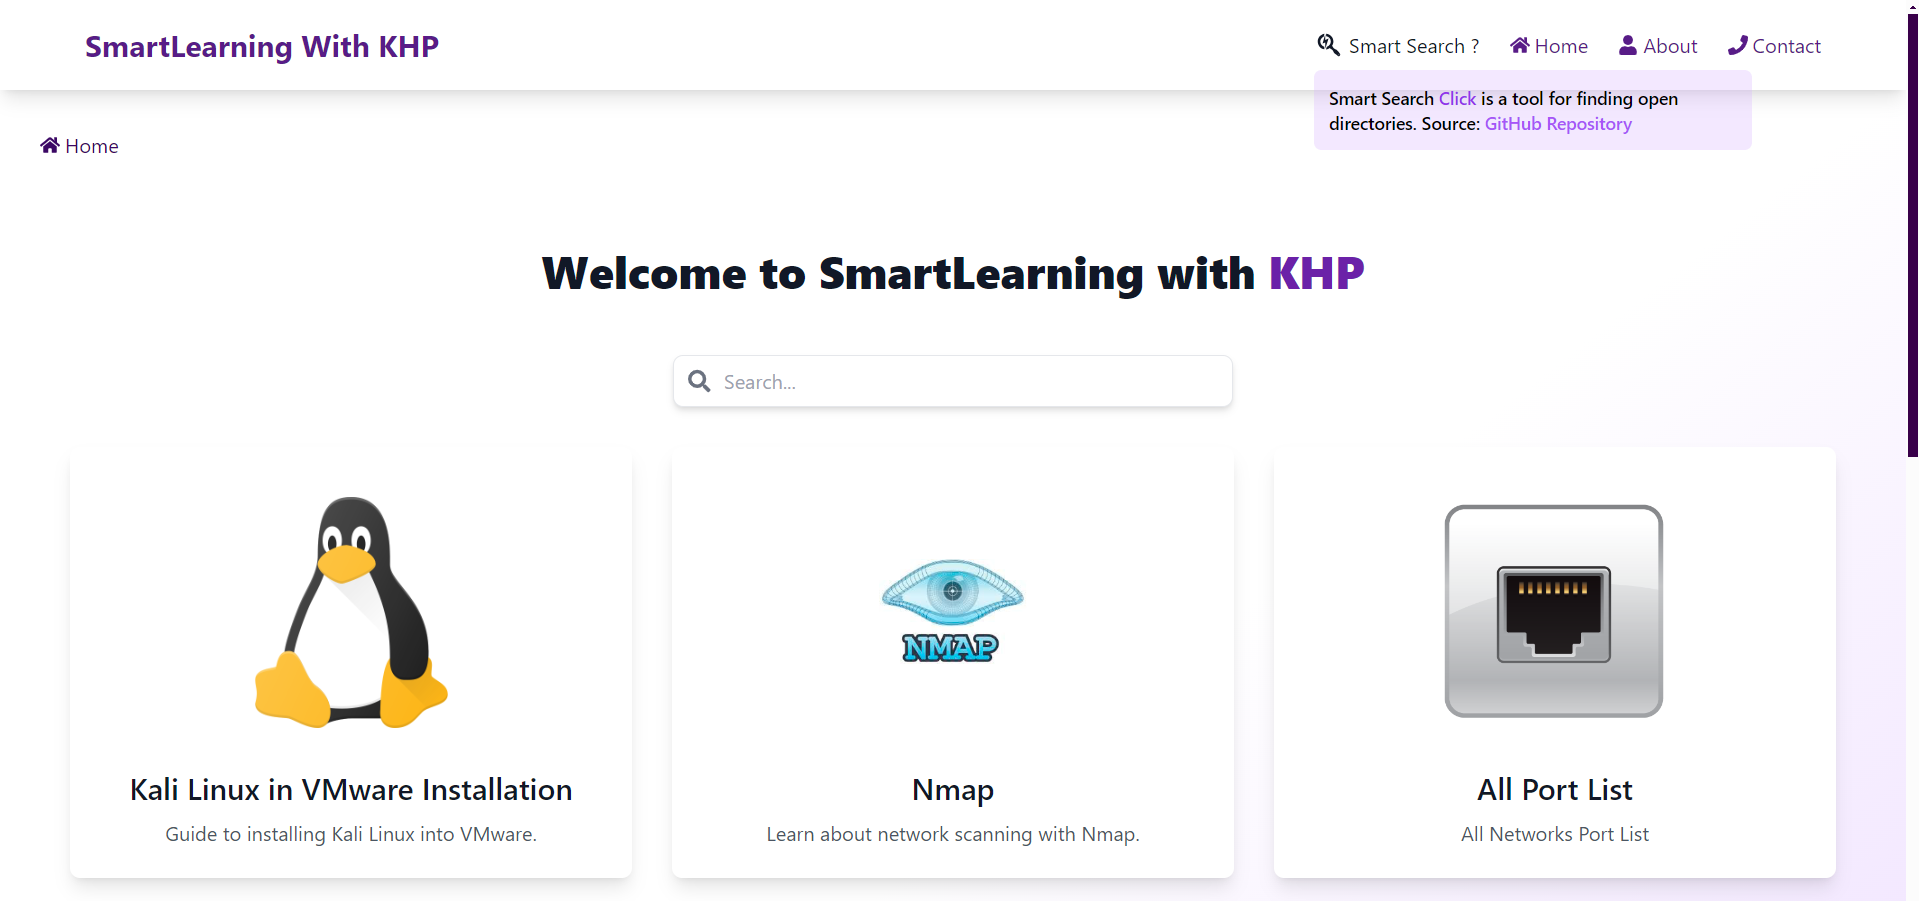 SmartLearning With KHP
Smart Search ?
Home
About
Contact
Smart Search Click is a tool for finding open
directories. Source: GitHub Repository
Home
Welcome to SmartLearning with KHP
Search...
NMAP
Kali Linux in VMware Installation
Guide to installing Kali Linux into VMware.
Nmap
Learn about network scanning with Nmap.
All Port List
All Networks Port List